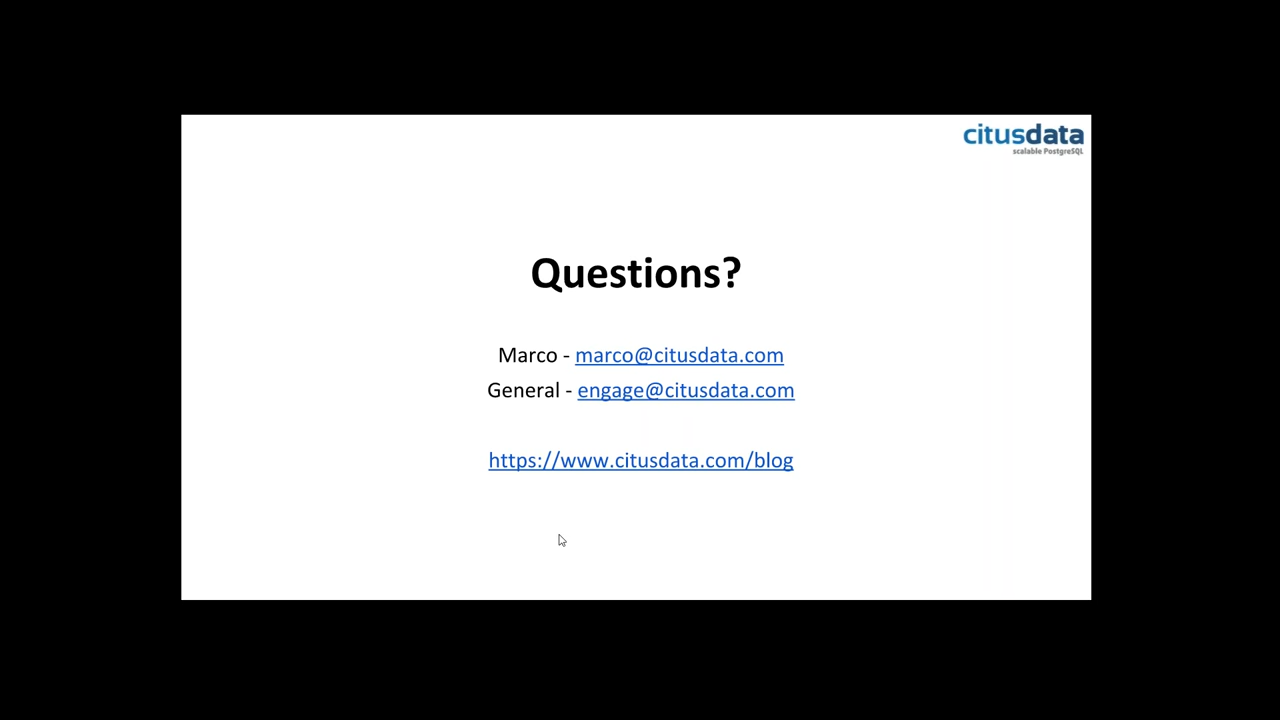 citusdata
scalable PostgreSQL
Questions?
Marco - marco@citusdata.com
General - engage@citusdata.com
https://www.citusdata.com/blog